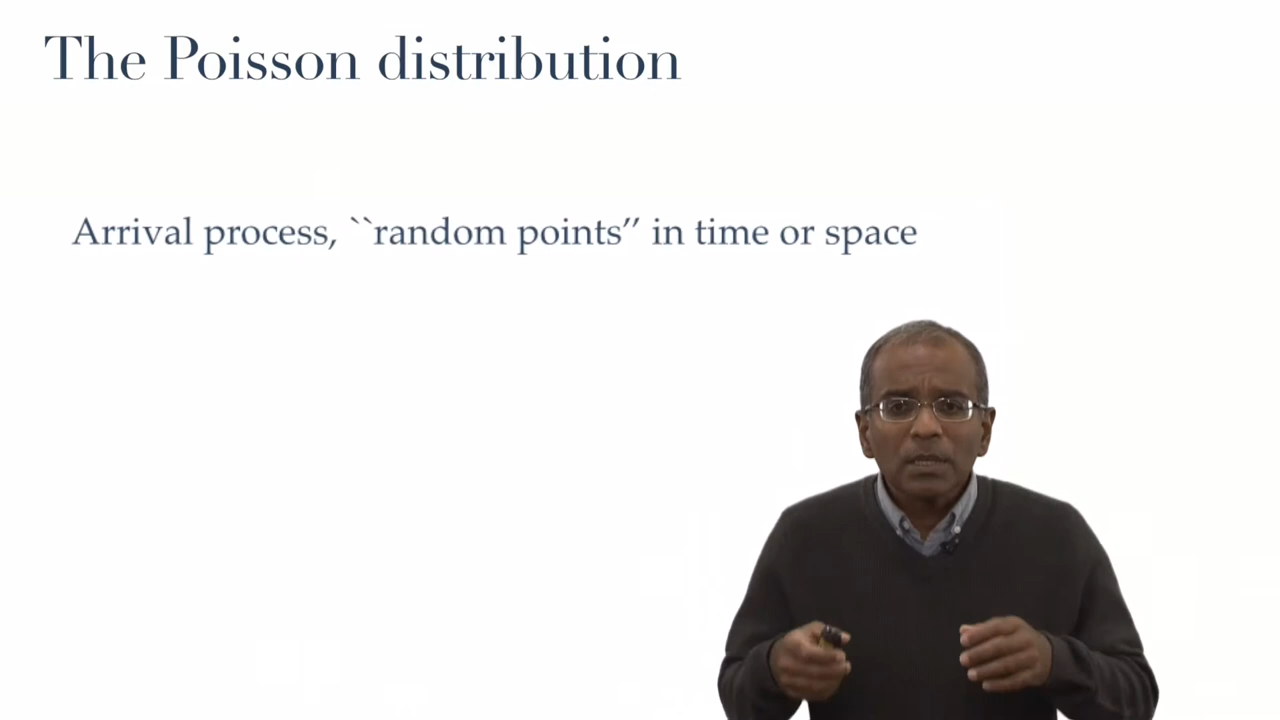 The Poisson distribution
Arrival process, ``random points’’ in time or space